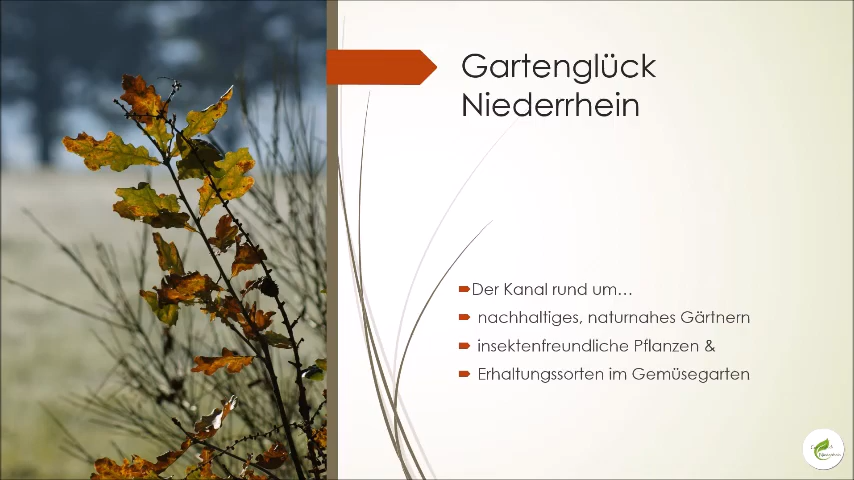 Gartenglück
Niederrhein
Der Kanal rund um...
nachhaltiges, naturnahes Gärtnern
insektenfreundliche Pflanzen &
Erhaltungssorten im Gemüsegarten